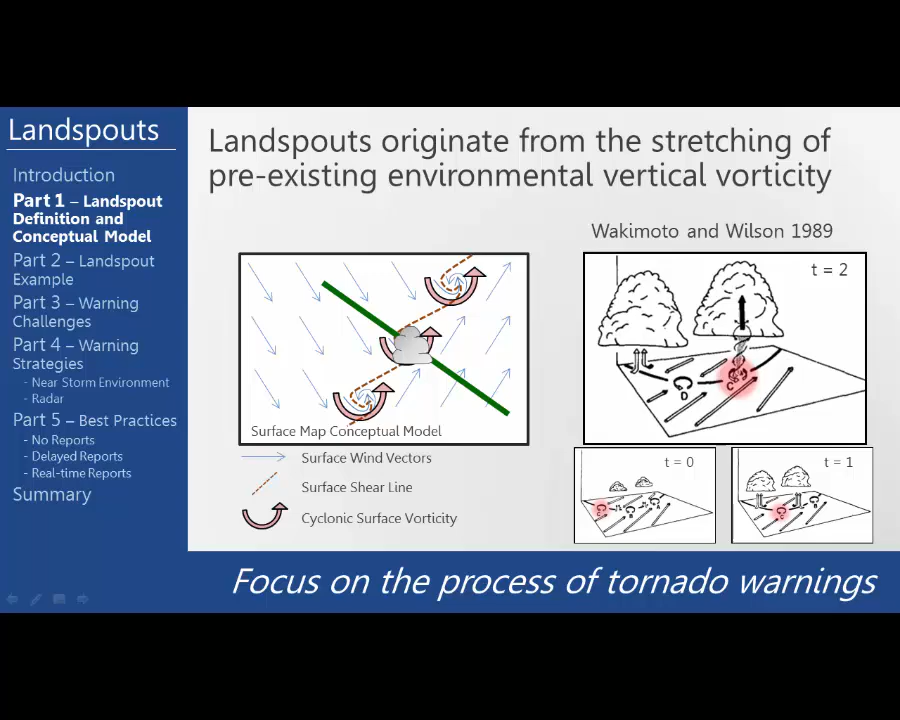 Landspouts
Introduction
Part 1 – Landspout
Definition and
Conceptual Model
Part 2 – Landspout
Example
Part 3 – Warning
Challenges
Part 4 – Warning
Strategies
- Near Storm Environment
- Radar
Part 5 – Best Practices
- No Reports
- Delayed Reports
- Real-time Reports
Summary
Landspouts originate from the stretching of
pre-existing environmental vertical vorticity
Wakimoto and Wilson 1989
Surface Map Conceptual Model
Surface Wind Vectors
Surface Shear Line
Cyclonic Surface Vorticity
t = 2
C
D
t = 0
t = 1
Focus on the process of tornado warnings